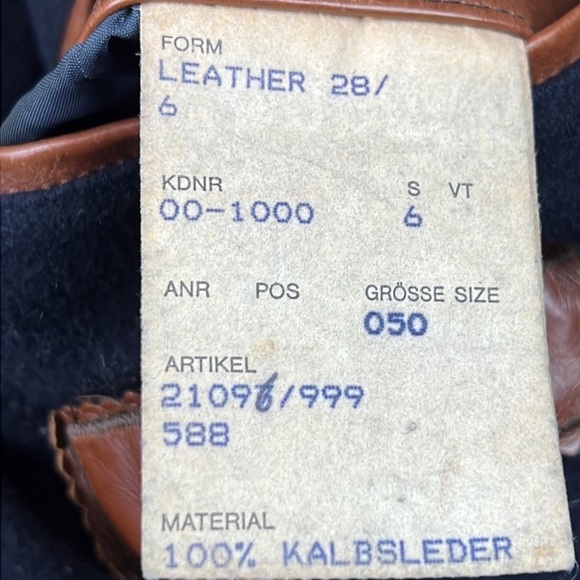 FORM
LEATHER 28/
6
KDNR S VT
00-1000 6
ANR POS GRÖSSE SIZE
050
ARTIKEL
21096/999
588
MATERIAL
100% KALBSLEDER